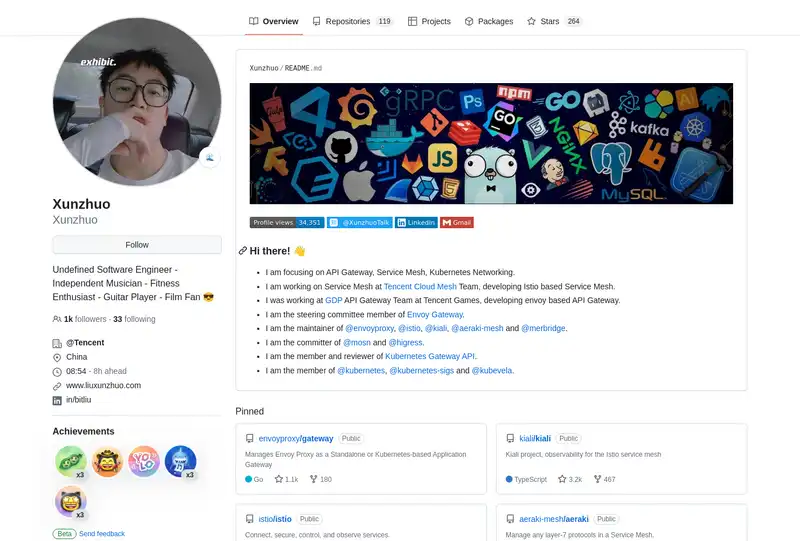 Overview
Repositories 119
Projects
Packages
Stars 264
exhibit.
Xunzhuo
Xunzhuo
Follow
Undefined Software Engineer -
Independent Musician - Fitness
Enthusiast - Guitar Player - Film Fan 😎
1k followers · 33 following
@Tencent
China
08:54 - 8h ahead
www.liuxunzhuo.com
in/bitliu
Achievements
x3
YOLO
x3
x3
Beta Send feedback
Xunzhuo / README.md
gRPC
Ps
npm
GO
Ai
GO
JS
NGiNX
kafka
MySQL
Profile views 34,351
@XunzhuoTalk
Linkedin
Gmail
Hi there! 👋
• I am focusing on API Gateway, Service Mesh, Kubernetes Networking.
• I am working on Service Mesh at Tencent Cloud Mesh Team, developing Istio based Service Mesh.
• I was working at GDP API Gateway Team at Tencent Games, developing envoy based API Gateway.
• I am the steering committee member of Envoy Gateway.
• I am the maintainer of @envoyproxy, @istio, @kiali, @aeraki-mesh and @merbridge.
• I am the committer of @mosn and @higress.
• I am the member and reviewer of Kubernetes Gateway API.
• I am the member of @kubernetes, @kubernetes-sigs and @kubevela.
Pinned
envoyproxy/gateway Public
Manages Envoy Proxy as a Standalone or Kubernetes-based Application
Gateway
Go 1.1k 180
kiali/kiali Public
Kiali project, observability for the Istio service mesh
TypeScript 3.2k 467
istio/istio Public
Connect, secure, control, and observe services.
aeraki-mesh/aeraki Public
Manage any layer-7 protocols in a Service Mesh.